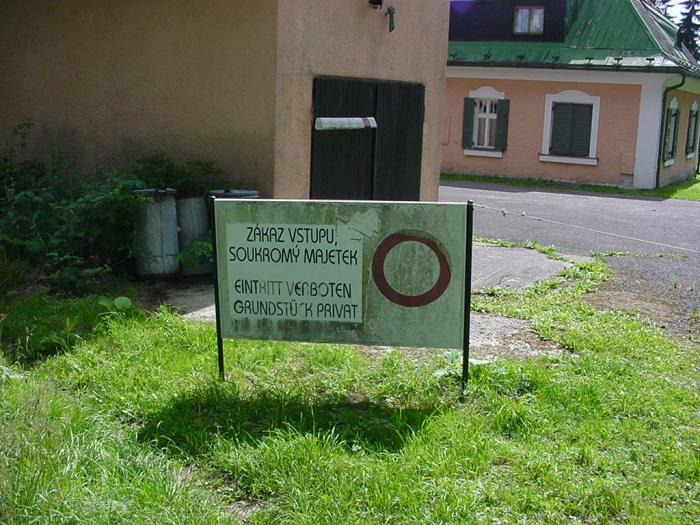 ZÁKAZ VSTUPU,
SOUKROMÝ MAJETEK
EINTRITT VERBOTEN
GRUNDSTÜCK PRIVAT